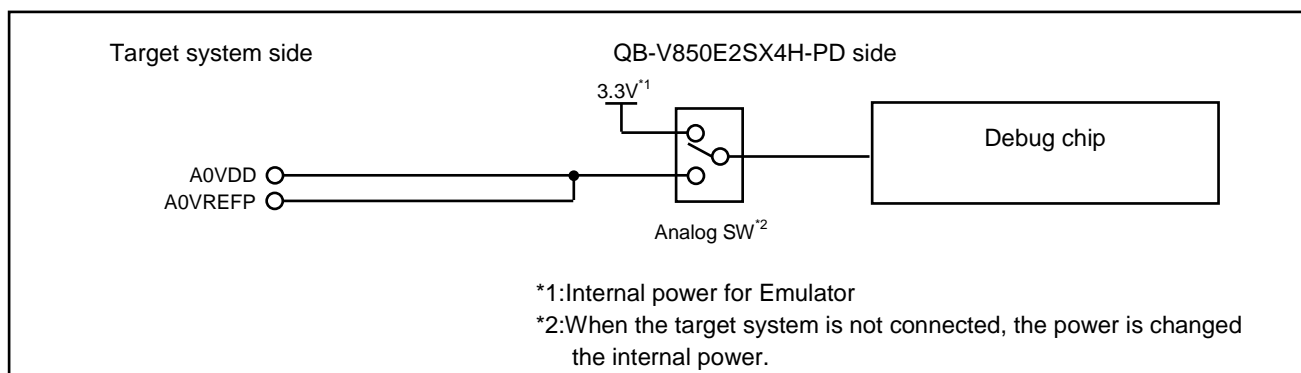 Target system side
QB-V850E2SX4H-PD side
3.3V*1
Debug chip
A0VDD
A0VREFP
Analog SW*2
*1:Internal power for Emulator
*2:When the target system is not connected, the power is changed
the internal power.